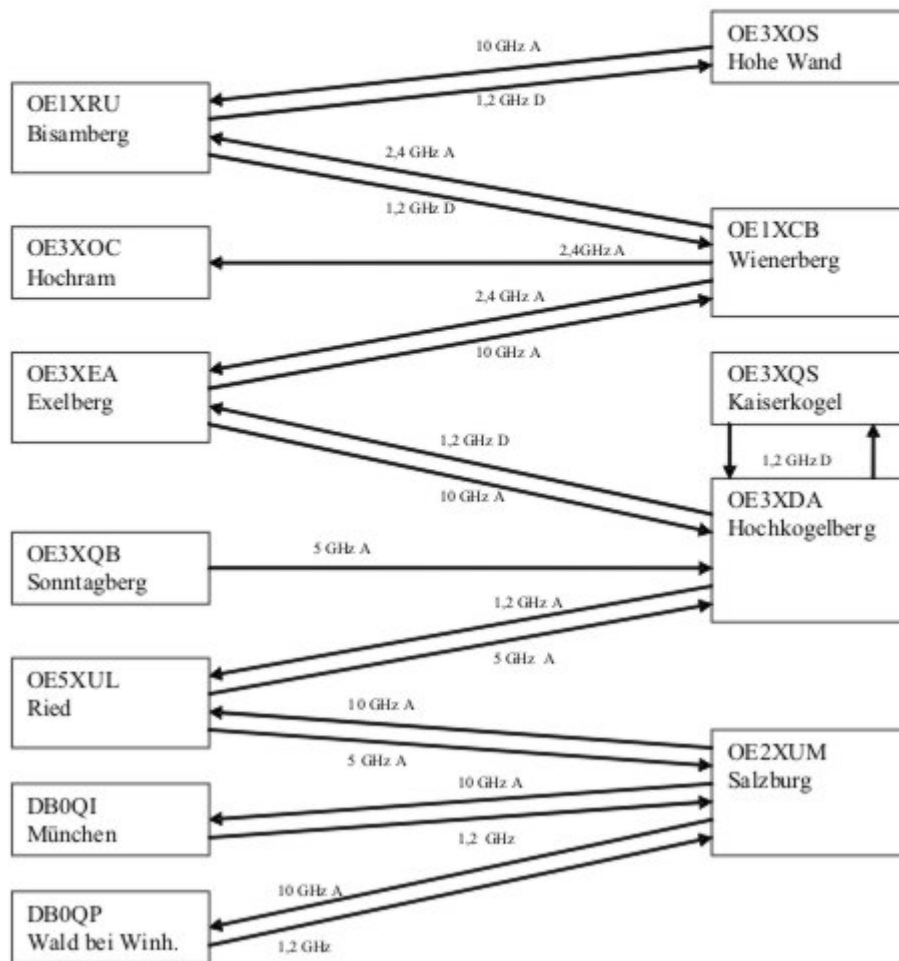 OE3XOS
Hohe Wand
10 GHz A
1,2 GHz D
OE1XRU
Bisamberg
2,4 GHz A
1,2 GHz D
OE1XCB
Wienerberg
OE3XOC
Hochram
2,4GHz A
2,4 GHz A
10 GHz A
OE3XEA
Exelberg
OE3XQS
Kaiserkogel
1,2 GHz D
1,2 GHz D
10 GHz A
OE3XDA
Hochkogelberg
OE3XQB
Sonntagberg
5 GHz A
1,2 GHz A
5 GHz A
OE5XUL
Ried
10 GHz A
5 GHz A
OE2XUM
Salzburg
10 GHz A
DB0QI
München
1,2 GHz
10 GHz A
DB0QP
Wald bei Winh.
1,2 GHz